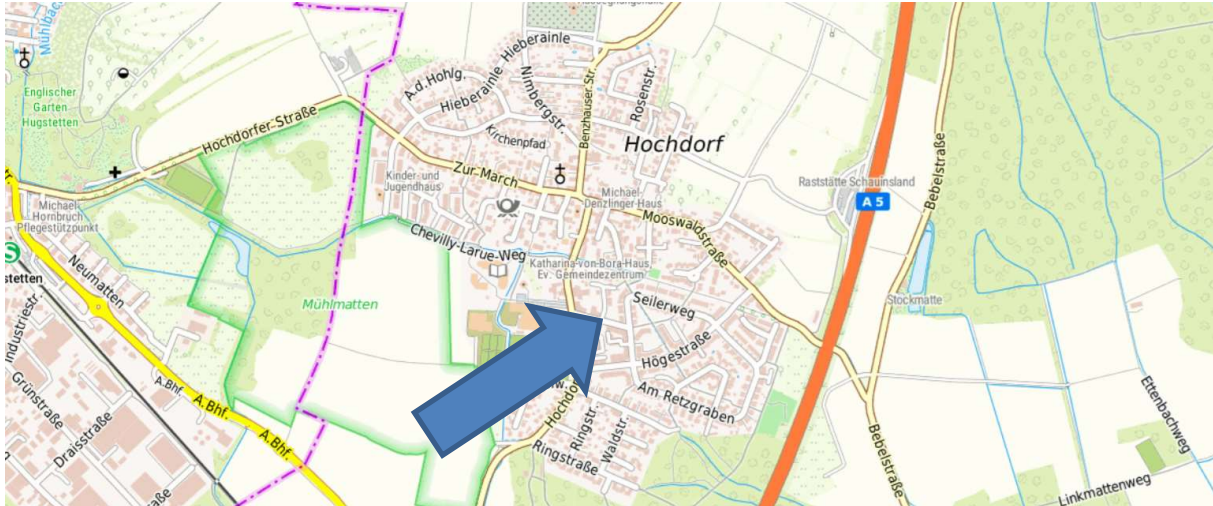 Mühlbach
Englischer
Garten
Hugstetten
Hochdorfer-Straße
A.d.Hohlg.
Hieberainle
Hieberainle
Nimbergstr.
Kirchenpfad
Benzhauser.Str.
Rosenstr.
Hochdorf
Zur-March
Kinder-und
Jugendhaus
Michael-
Denzlinger-Haus
Mooswaldstraße
Raststätte Schauinsland
A 5
Bebelstraße
Michael-
Hornbruch
Pflegestützpunkt
S
stetten
Neumatten
Industriestr.
Chevilly-Larue-Weg
Katharina-von-Bora-Haus,
Ev. Gemeindezentrum
Mühlmatten
Seilerweg
Stockmatte
Högestraße
Am Retzgraben
Grünstraße
Draisstraße
A.Bhf.
A.Bhf.
A.Bhf.
Ringstr.
Waldstr.
Ringstraße
Bebelstraße
Ettenbachweg
Linkmattenweg